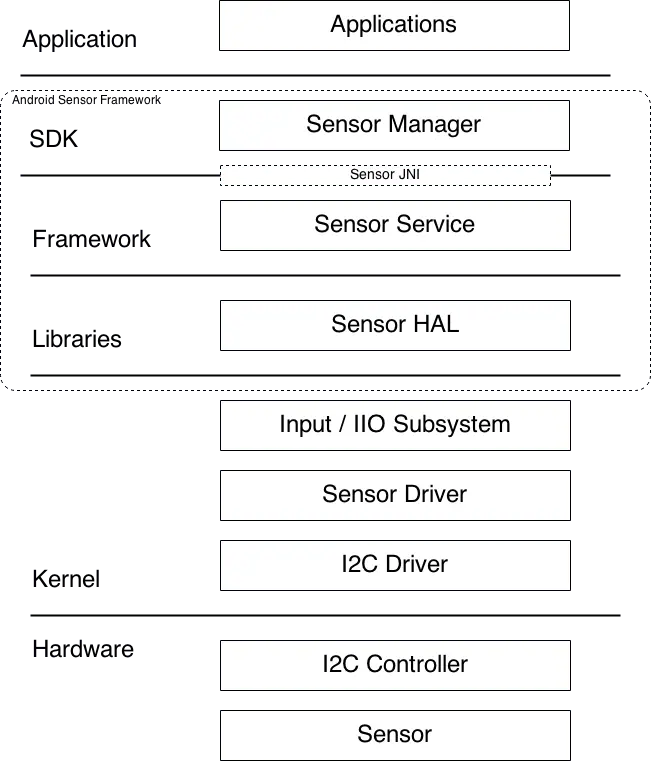 Application
Applications
Android Sensor Framework
SDK
Sensor Manager
Sensor JNI
Framework
Sensor Service
Libraries
Sensor HAL
Input / IIO Subsystem
Sensor Driver
Kernel
I2C Driver
Hardware
I2C Controller
Sensor